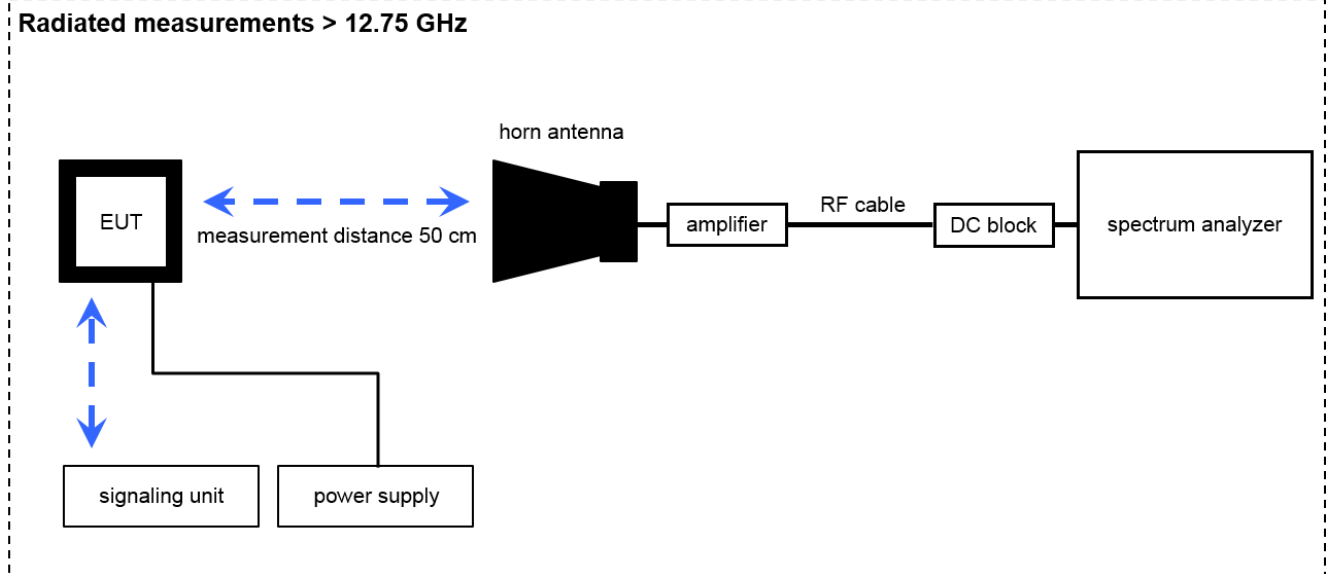 Radiated measurements > 12.75 GHz
horn antenna
EUT
measurement distance 50 cm
amplifier
RF cable
DC block
spectrum analyzer
signaling unit
power supply